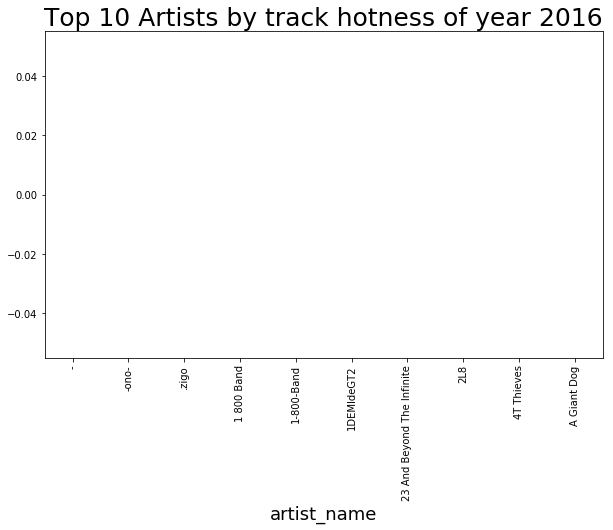 Top 10 Artists by track hotness of year 2016
0.04
0.02
0.00
−0.02
−0.04
-
-ono-
.zigo
1 800 Band
1-800-Band
1DEMIdeGT2
23 And Beyond The Infinite
2L8
4T Thieves
A Giant Dog
artist_name